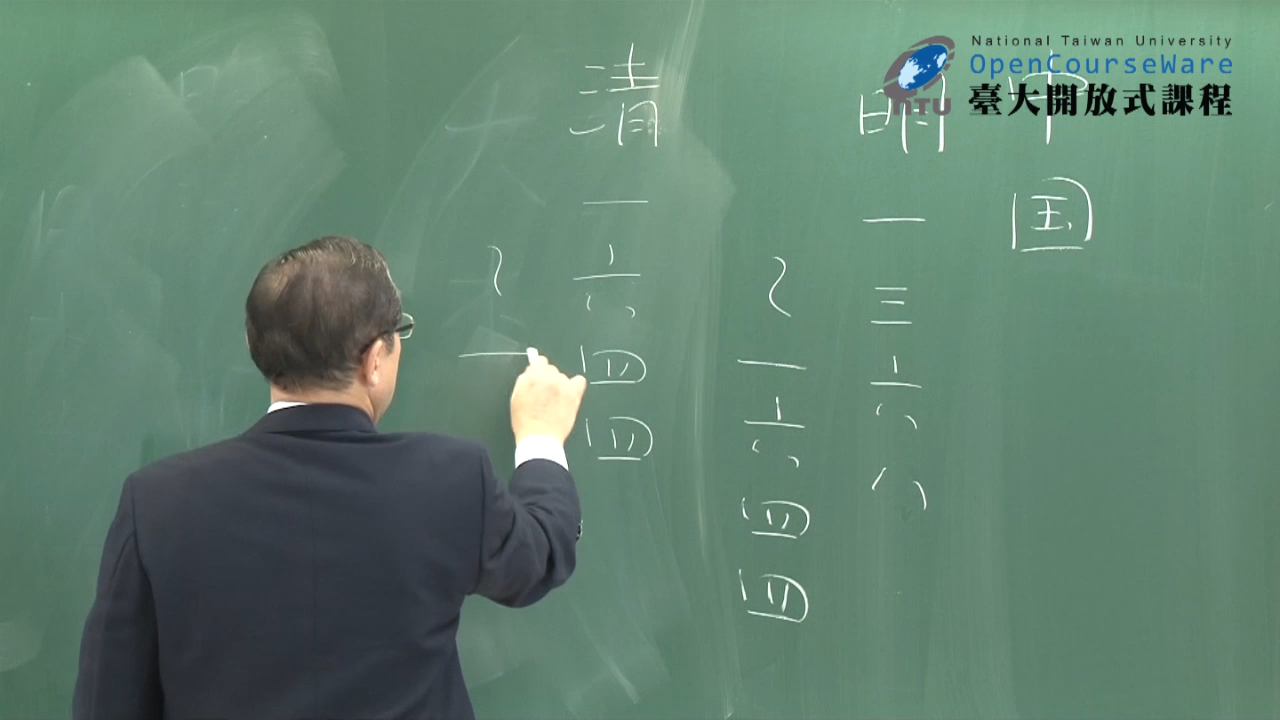 National Taiwan University
OpenCourseWare
臺大開放式課程
NTU
中国
明一三六八
~一六四四
清一六四四
~一